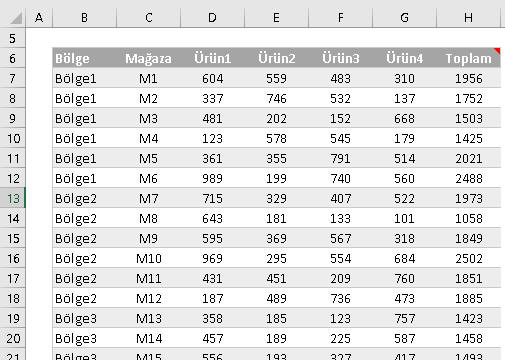 A B C D E F G H
5
6 Bölge Mağaza Ürün1 Ürün2 Ürün3 Ürün4 Toplam
7 Bölge1 M1 604 559 483 310 1956
8 Bölge1 M2 337 746 532 137 1752
9 Bölge1 M3 481 202 152 668 1503
10 Bölge1 M4 123 578 545 179 1425
11 Bölge1 M5 361 355 791 514 2021
12 Bölge1 M6 989 199 740 560 2488
13 Bölge2 M7 715 329 407 522 1973
14 Bölge2 M8 643 181 133 101 1058
15 Bölge2 M9 595 369 567 318 1849
16 Bölge2 M10 969 295 554 684 2502
17 Bölge2 M11 431 451 209 760 1851
18 Bölge2 M12 187 489 736 473 1885
19 Bölge3 M13 358 185 123 757 1423
20 Bölge3 M14 457 189 225 587 1458
21 Bölge3 M15 556 193 327 417 1493